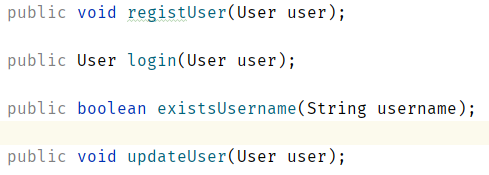 public void registUser(User user);
public User login(User user);
public boolean existsUsername(String username);
public void updateUser(User user);